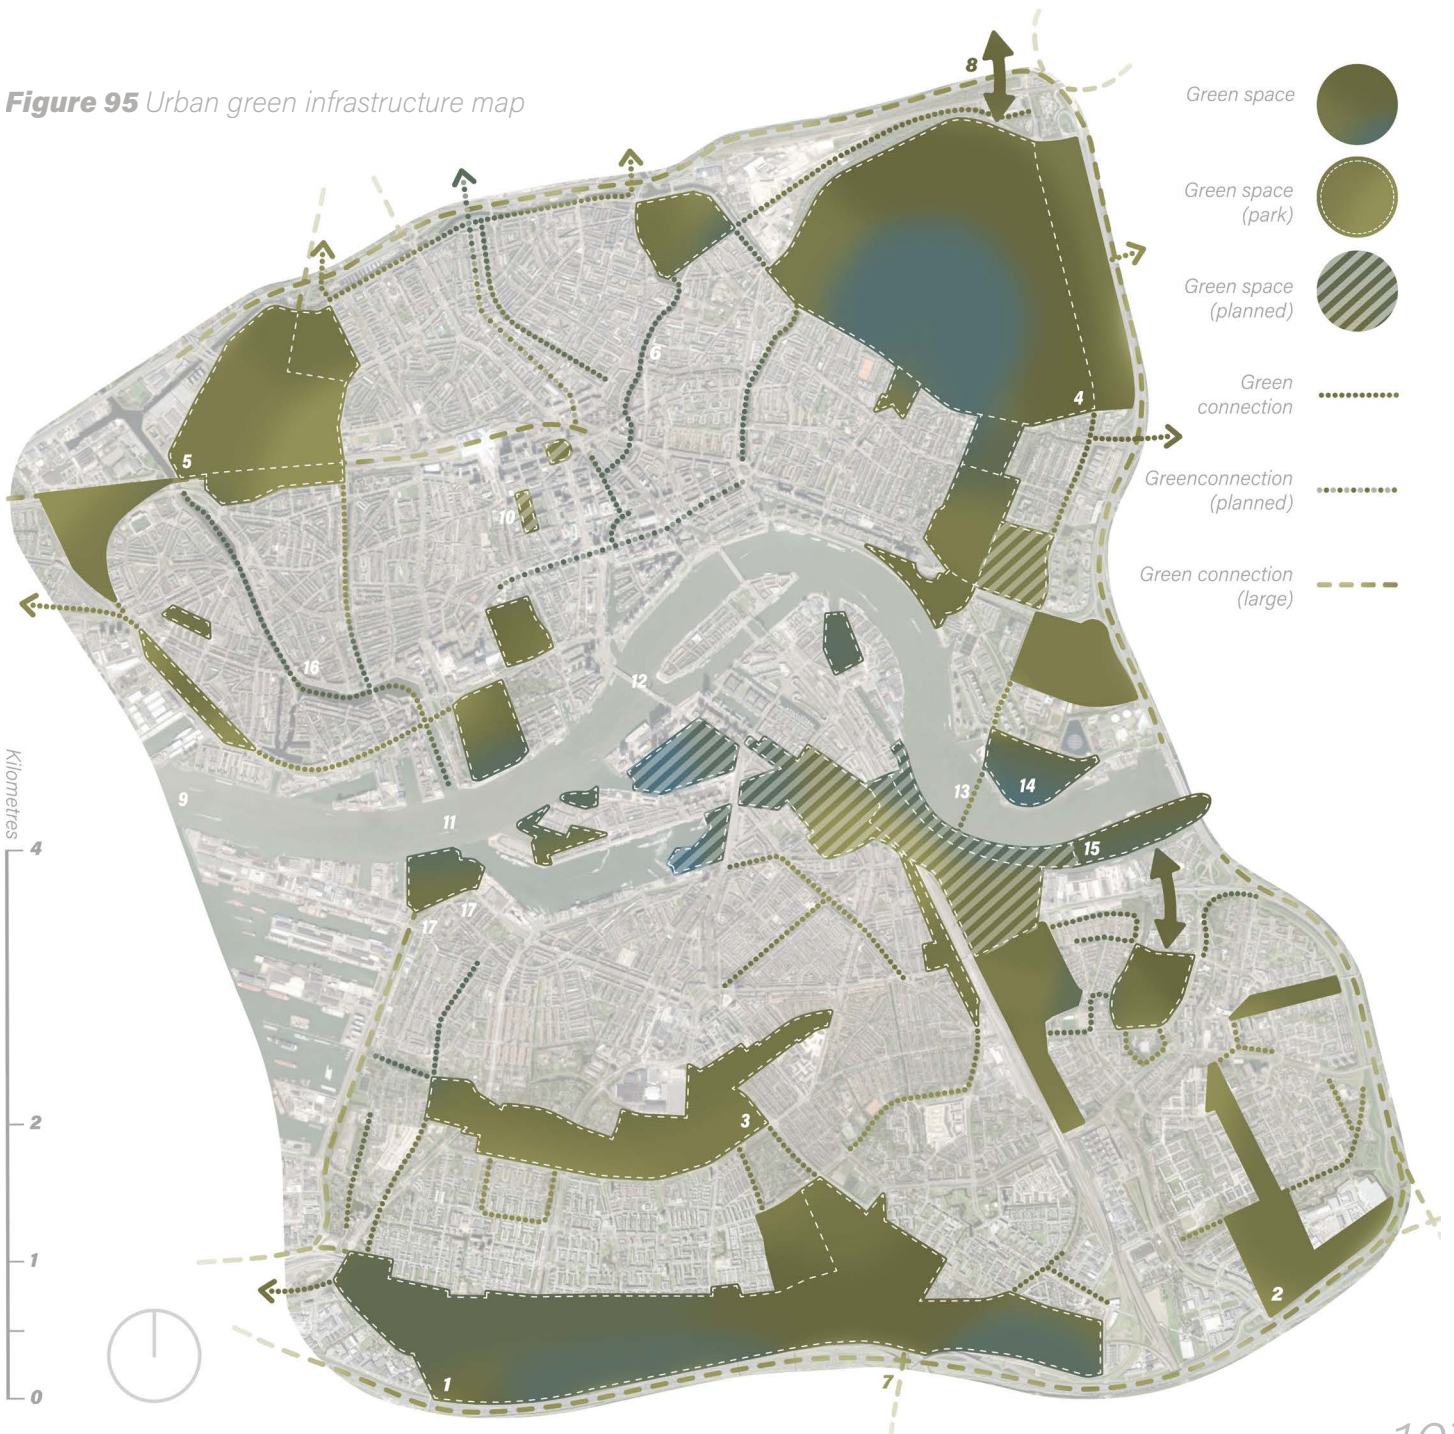 Figure 95 Urban green infrastructure map
8
Green space
Green space
(park)
Green space
(planned)
Green
connection
Greenconnection
(planned)
Green connection
(large)
6
4
5
10
16
12
9
11
13
14
15
17
17
3
1
7
2
Kilometres
4
2
1
0